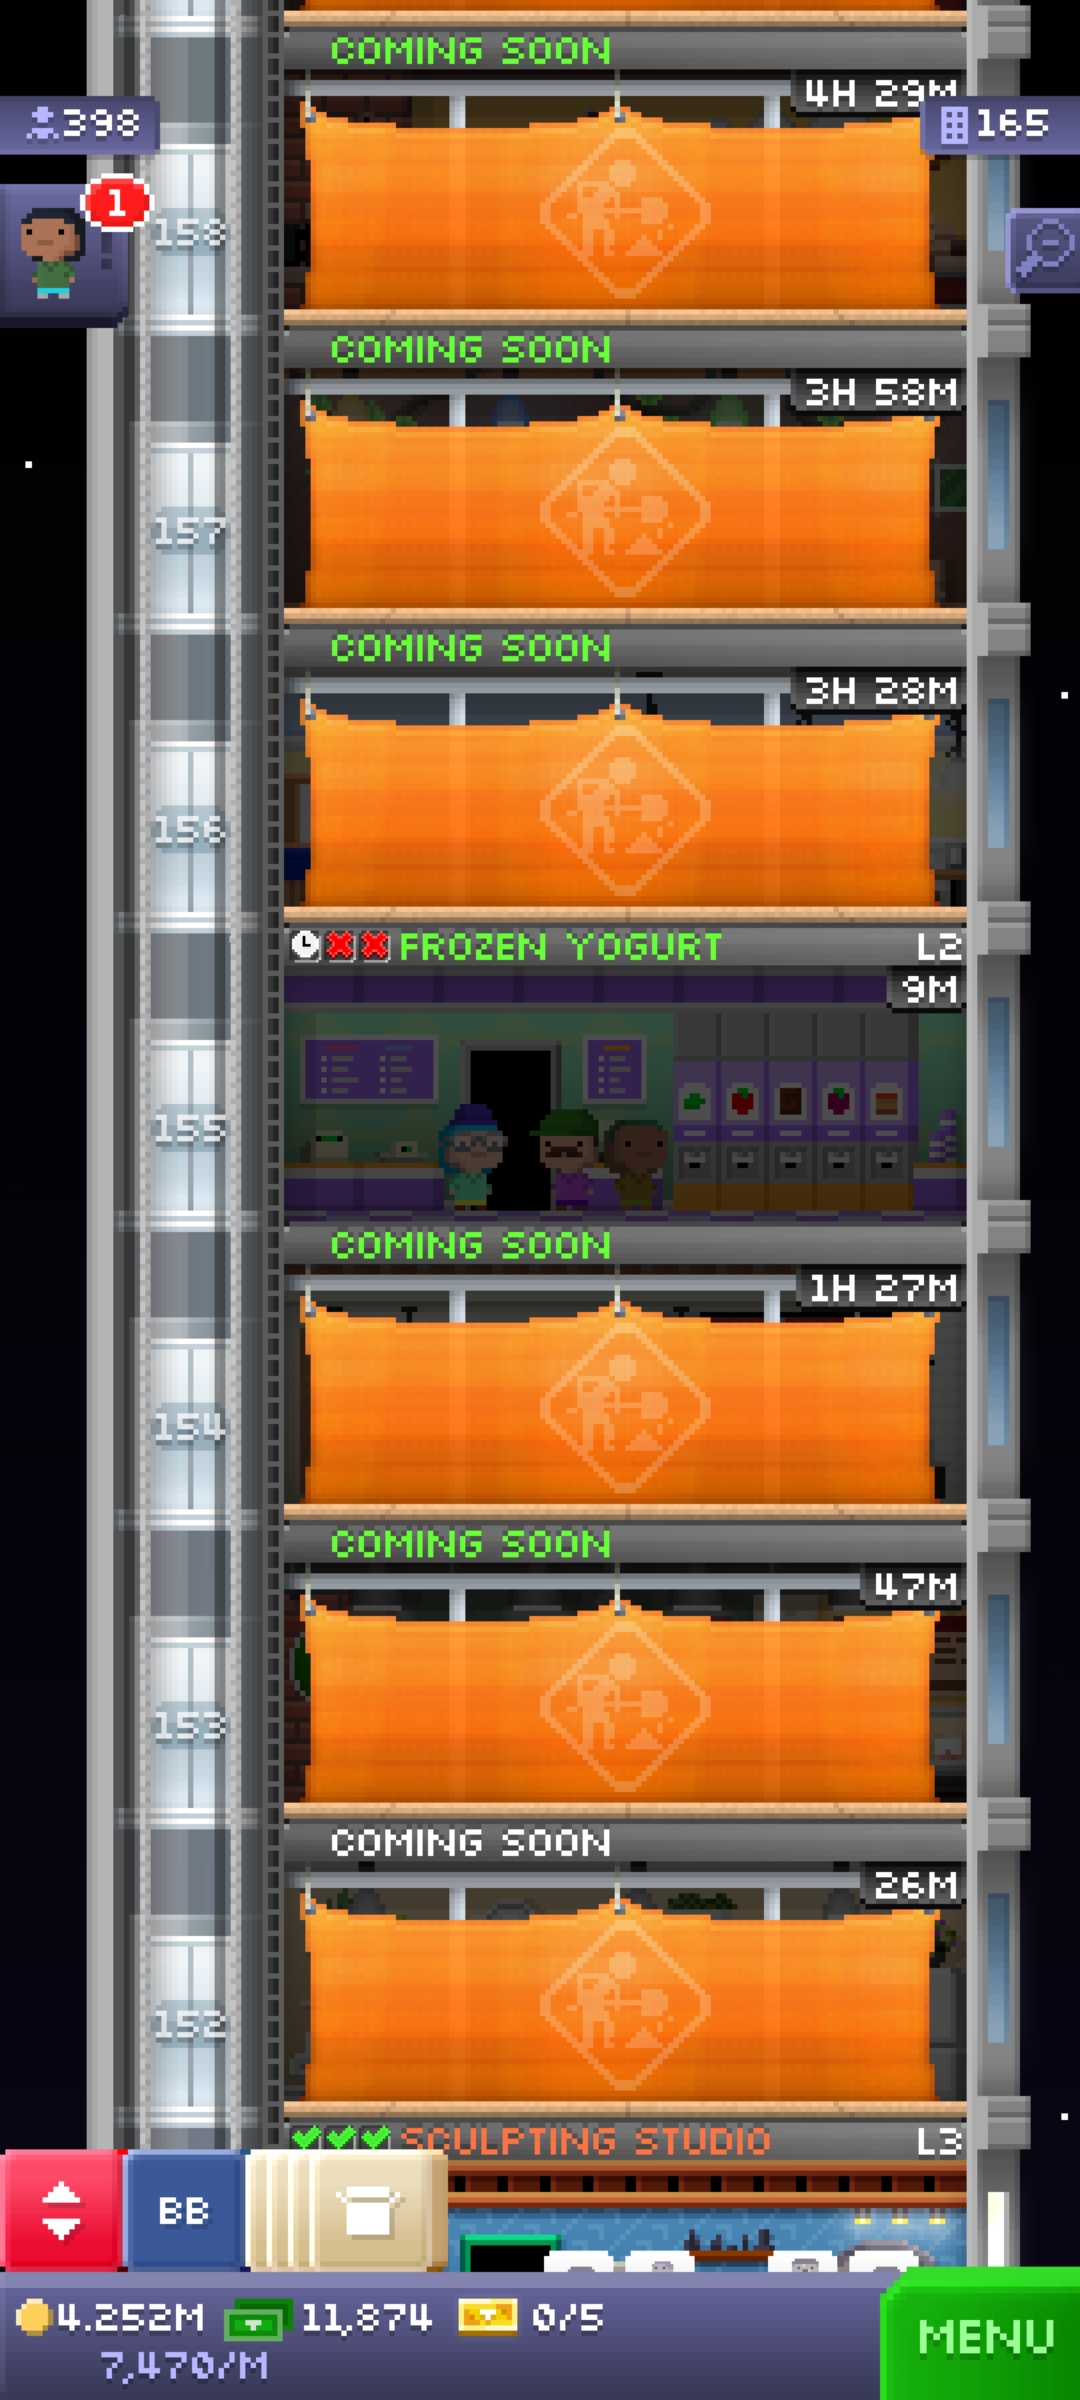 COMING SOON
4H 29M
398
165
1
158
COMING SOON
3H 58M
157
COMING SOON
3H 28M
156
FROZEN YOGURT L2
9M
155
COMING SOON
1H 27M
154
COMING SOON
47M
153
COMING SOON
26M
152
SCULPTING STUDIO L3
BB
4.252M 11,874 0/5
7,470/M
MENU